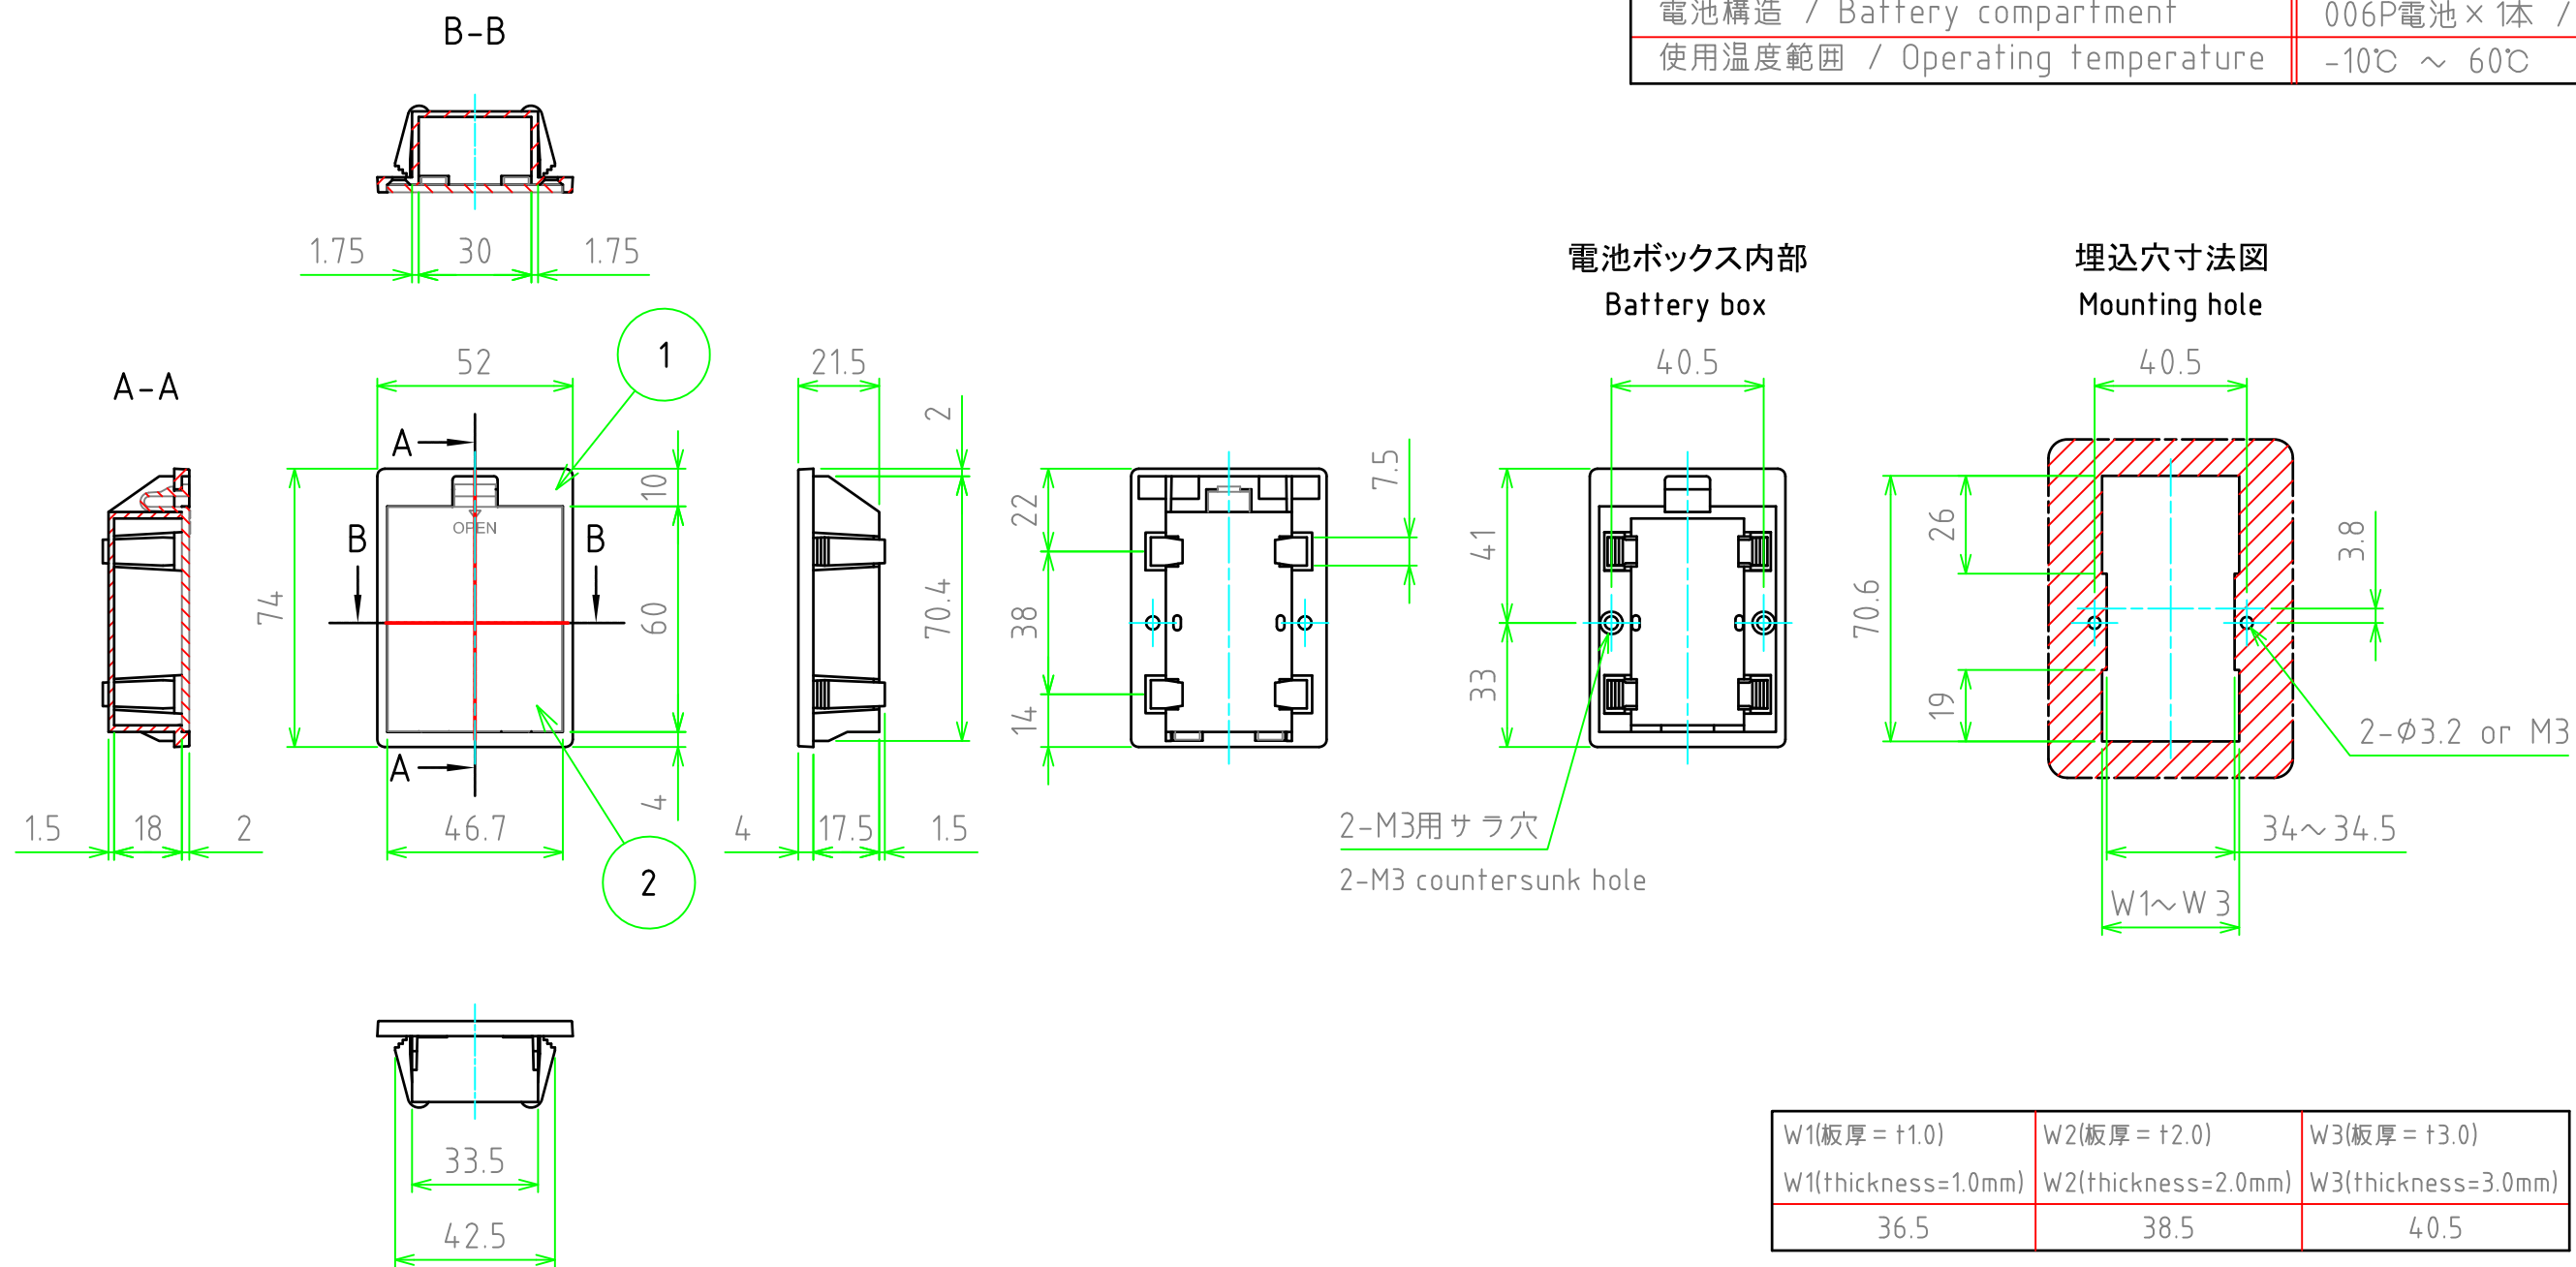 B-B
電池構造 / Battery compartment
006P電池×1本 /
使用温度範囲 / Operating temperature
-10℃ ～ 60℃
1.75
30
1.75
電池ボックス内部
Battery box
埋込穴寸法図
Mounting hole
A-A
52
1
21.5
2
40.5
40.5
A
10
OPEN
B
B
74
60
A
4
46.7
2
1.5
18
2
70.4
4
17.5
1.5
22
38
14
7.5
41
33
2-M3用サラ穴
2-M3 countersunk hole
26
70.6
19
3.8
2-φ3.2 or M3
34～34.5
W1～W3
33.5
42.5
W1(板厚=t1.0)
W1(thickness=1.0mm)
W2(板厚=t2.0)
W2(thickness=2.0mm)
W3(板厚=t3.0)
W3(thickness=3.0mm)
36.5
38.5
40.5